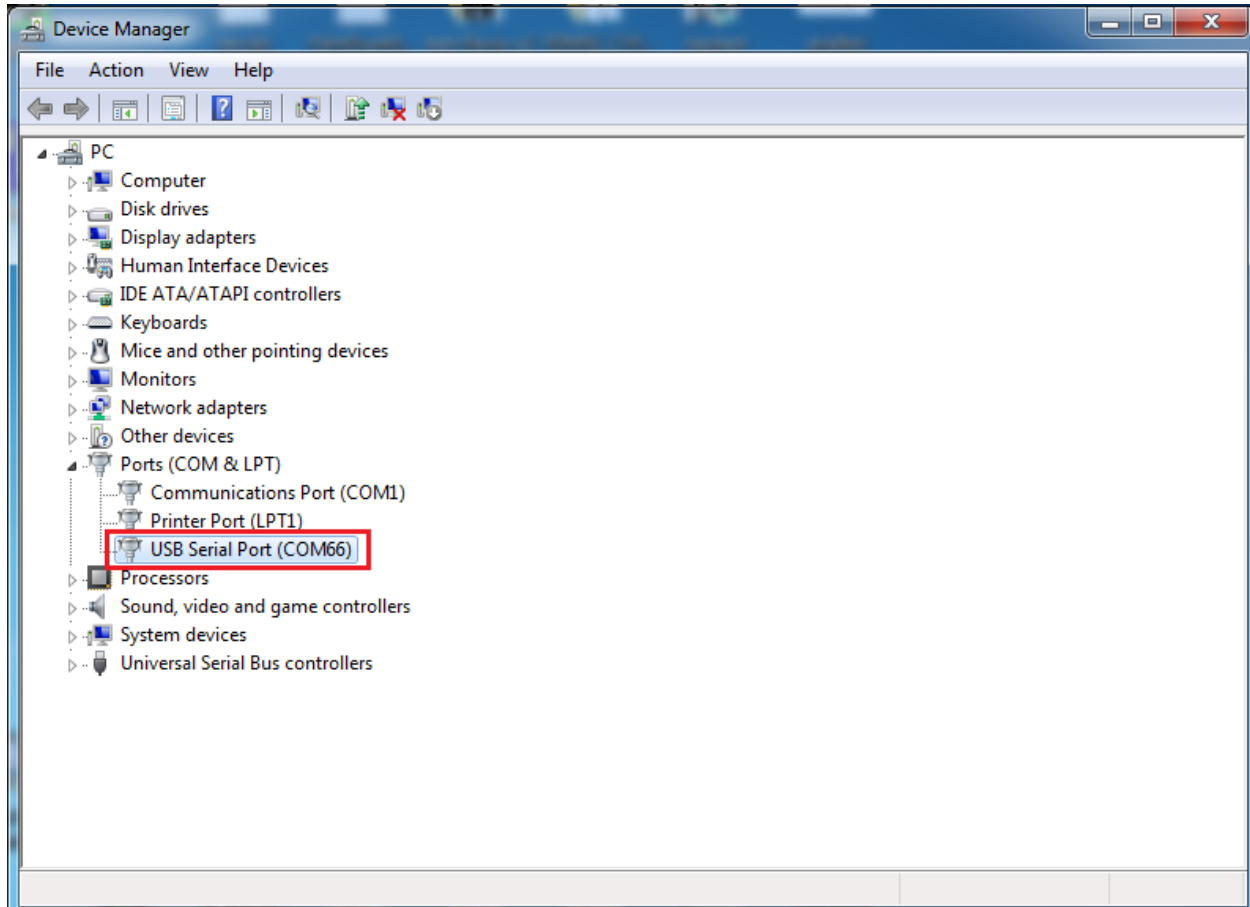 Device Manager
File Action View Help
PC
Computer
Disk drives
Display adapters
Human Interface Devices
IDE ATA/ATAPI controllers
Keyboards
Mice and other pointing devices
Monitors
Network adapters
Other devices
Ports (COM & LPT)
Communications Port (COM1)
Printer Port (LPT1)
USB Serial Port (COM66)
Processors
Sound, video and game controllers
System devices
Universal Serial Bus controllers